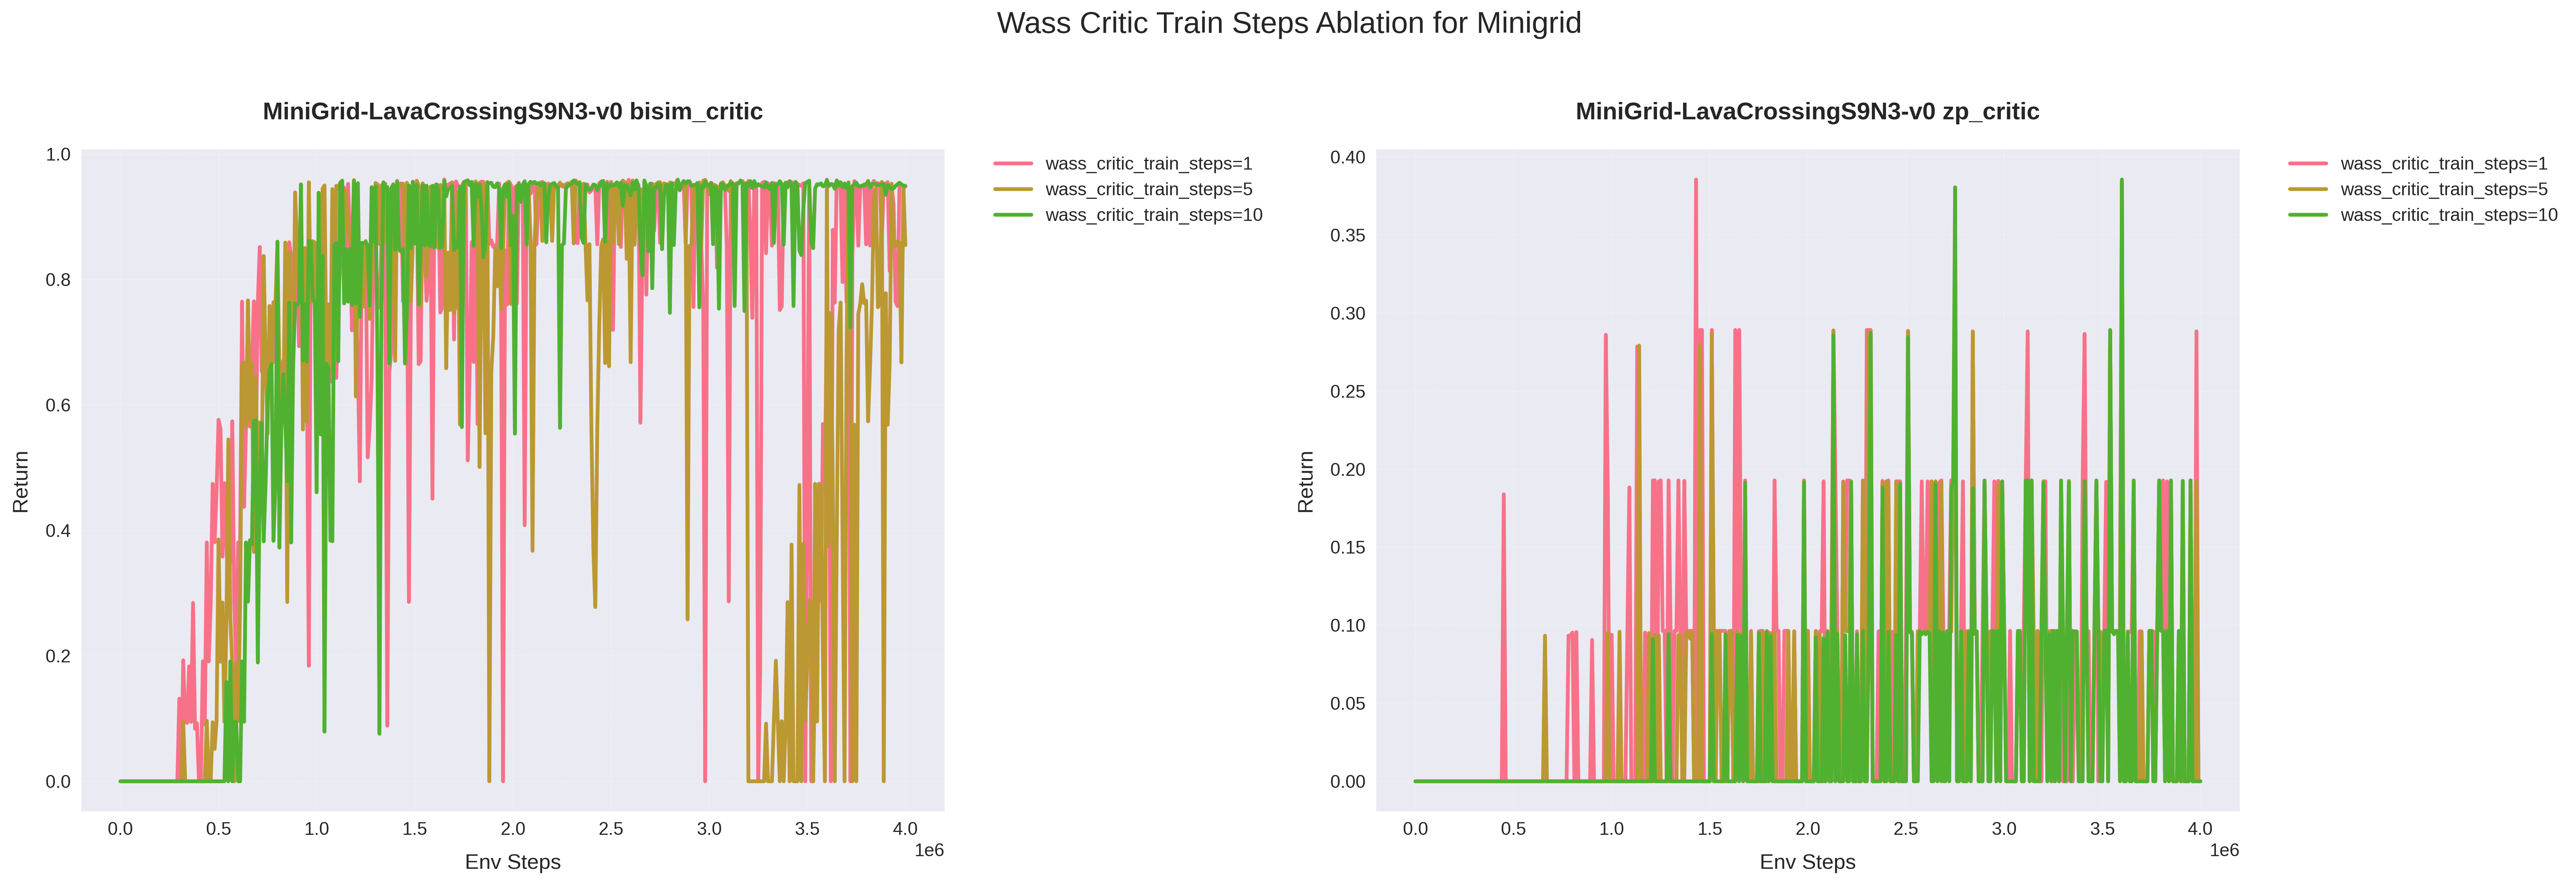 Wass Critic Train Steps Ablation for Minigrid
MiniGrid-LavaCrossingS9N3-v0 bisim_critic
1.0
0.8
0.6
0.4
0.2
0.0
Return
0.0 0.5 1.0 1.5 2.0 2.5 3.0 3.5 4.0
1e6
Env Steps
wass_critic_train_steps=1
wass_critic_train_steps=5
wass_critic_train_steps=10
MiniGrid-LavaCrossingS9N3-v0 zp_critic
0.40
0.35
0.30
0.25
0.20
0.15
0.10
0.05
0.00
Return
0.0 0.5 1.0 1.5 2.0 2.5 3.0 3.5 4.0
1e6
Env Steps
wass_critic_train_steps=1
wass_critic_train_steps=5
wass_critic_train_steps=10